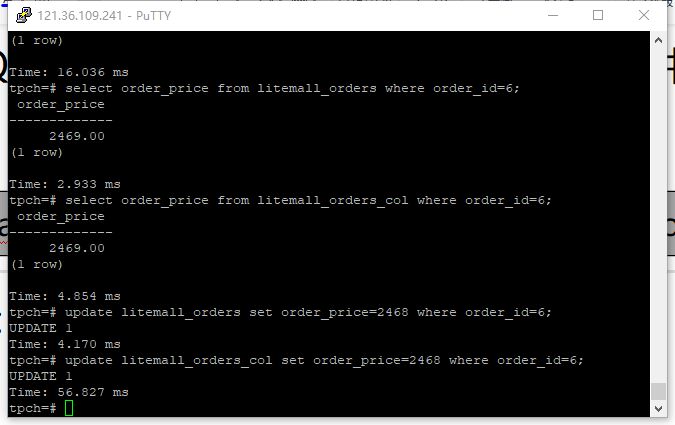 121.36.109.241 - PuTTY
(1 row)
Time: 16.036 ms
tpch=# select order_price from litemall_orders where order_id=6;
order_price
-------------
2469.00
(1 row)
Time: 2.933 ms
tpch=# select order_price from litemall_orders_col where order_id=6;
order_price
-------------
2469.00
(1 row)
Time: 4.854 ms
tpch=# update litemall_orders set order_price=2468 where order_id=6;
UPDATE 1
Time: 4.170 ms
tpch=# update litemall_orders_col set order_price=2468 where order_id=6;
UPDATE 1
Time: 56.827 ms
tpch=#